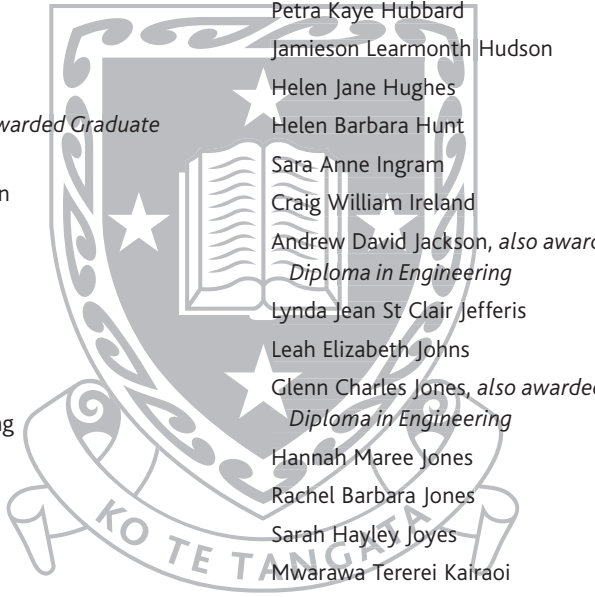 warded Graduate
n
ng
Petra Kaye Hubbard
Jamieson Learmonth Hudson
Helen Jane Hughes
Helen Barbara Hunt
Sara Anne Ingram
Craig William Ireland
Andrew David Jackson, also award
Diploma in Engineering
Lynda Jean St Clair Jefferis
Leah Elizabeth Johns
Glenn Charles Jones, also awarded
Diploma in Engineering
Hannah Maree Jones
Rachel Barbara Jones
Sarah Hayley Joyes
Mwarawa Tererei Kairaoi
KO TE TANGATA